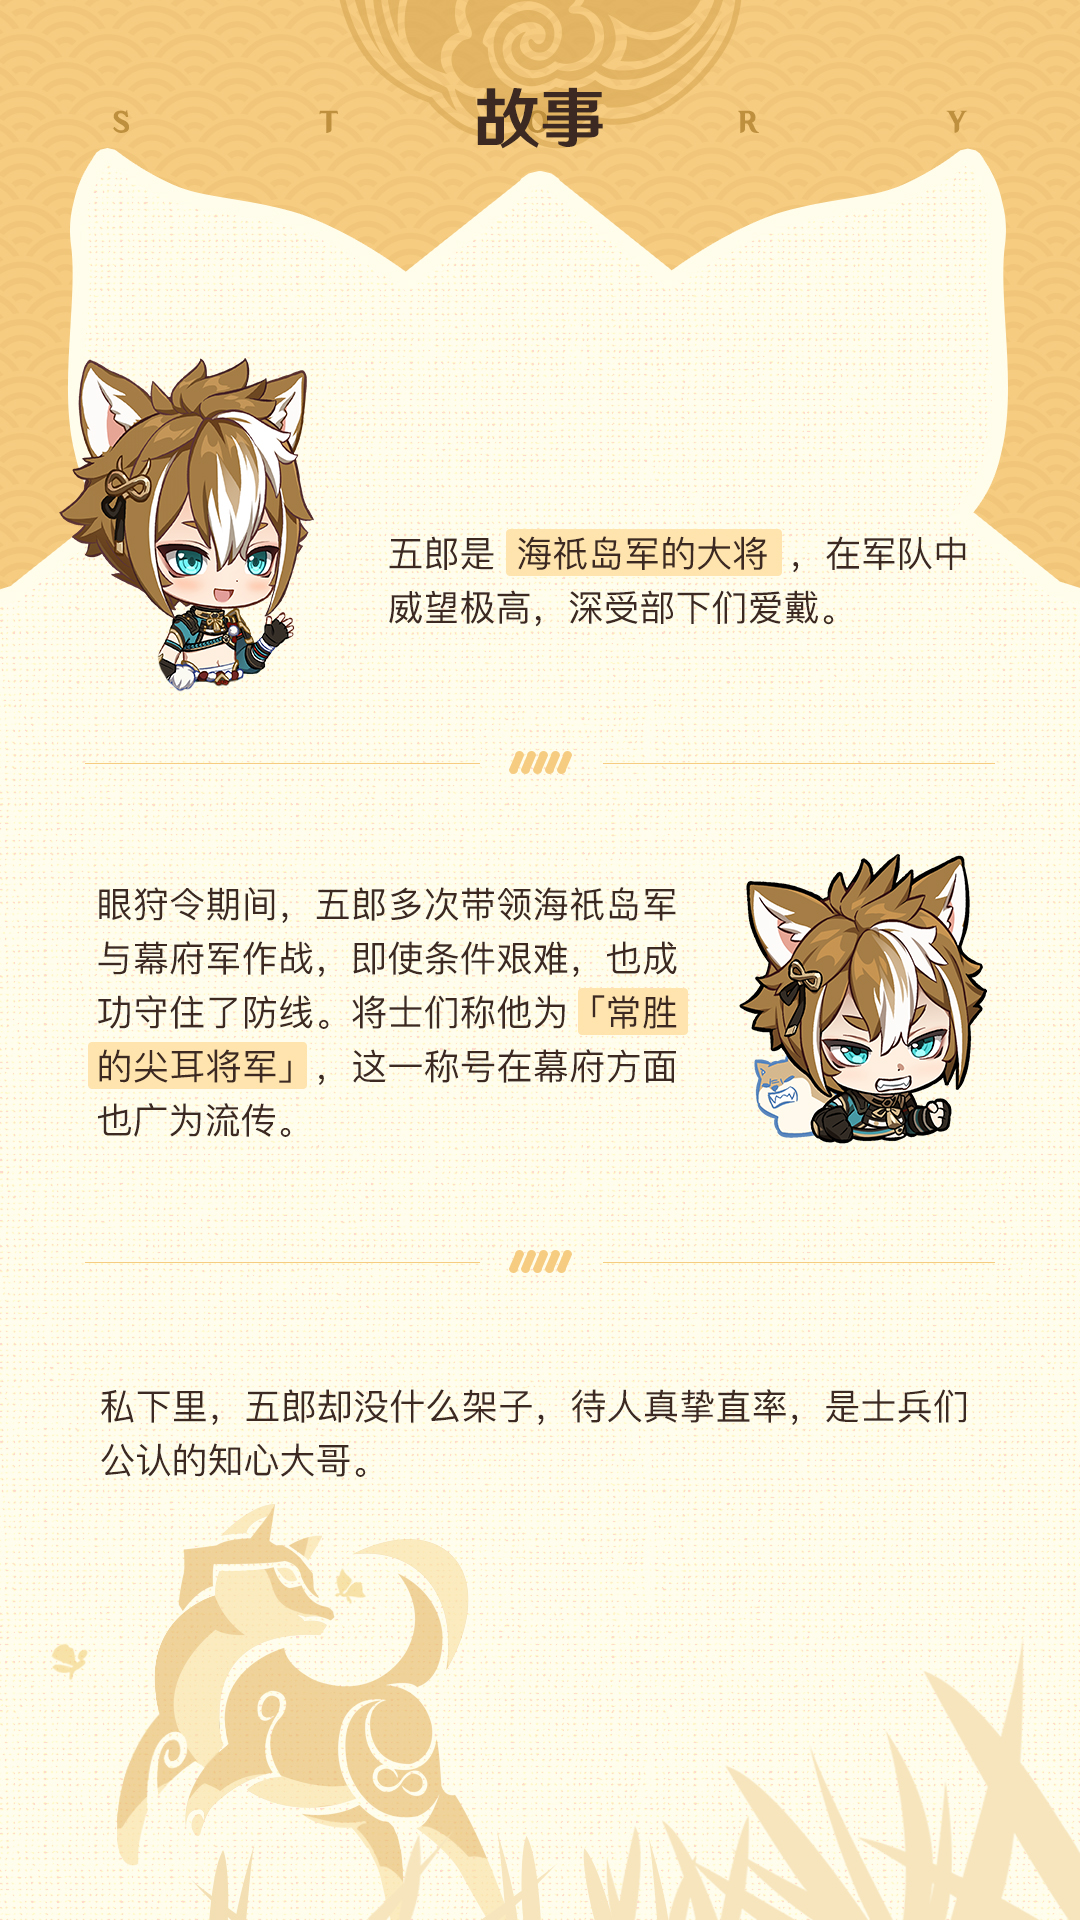 STORY
故事
五郎是 海祇岛军的大将 ，在军队中
威望极高，深受部下们爱戴。
眼狩令期间，五郎多次带领海祇岛军
与幕府军作战，即使条件艰难，也成
功守住了防线。将士们称他为「常胜
的尖耳将军」，这一称号在幕府方面
也广为流传。
私下里，五郎却没什么架子，待人真挚直率，是士兵们
公认的知心大哥。